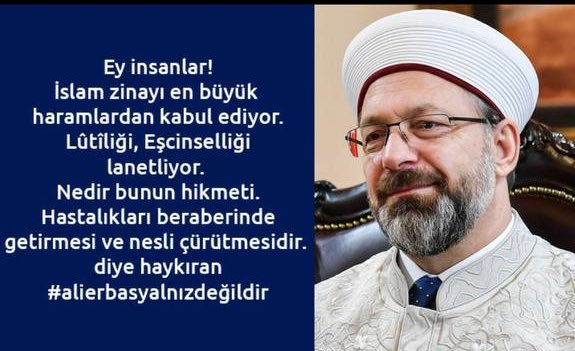 Ey insanlar!
İslam zinayı en büyük
haramlardan kabul ediyor.
Lûtîliği, Eşcinselliği
lanetliyor.
Nedir bunun hikmeti.
Hastalıkları beraberinde
getirmesi ve nesli çürütmesidir.
diye haykıran
#alierbasyalnızdeğildir